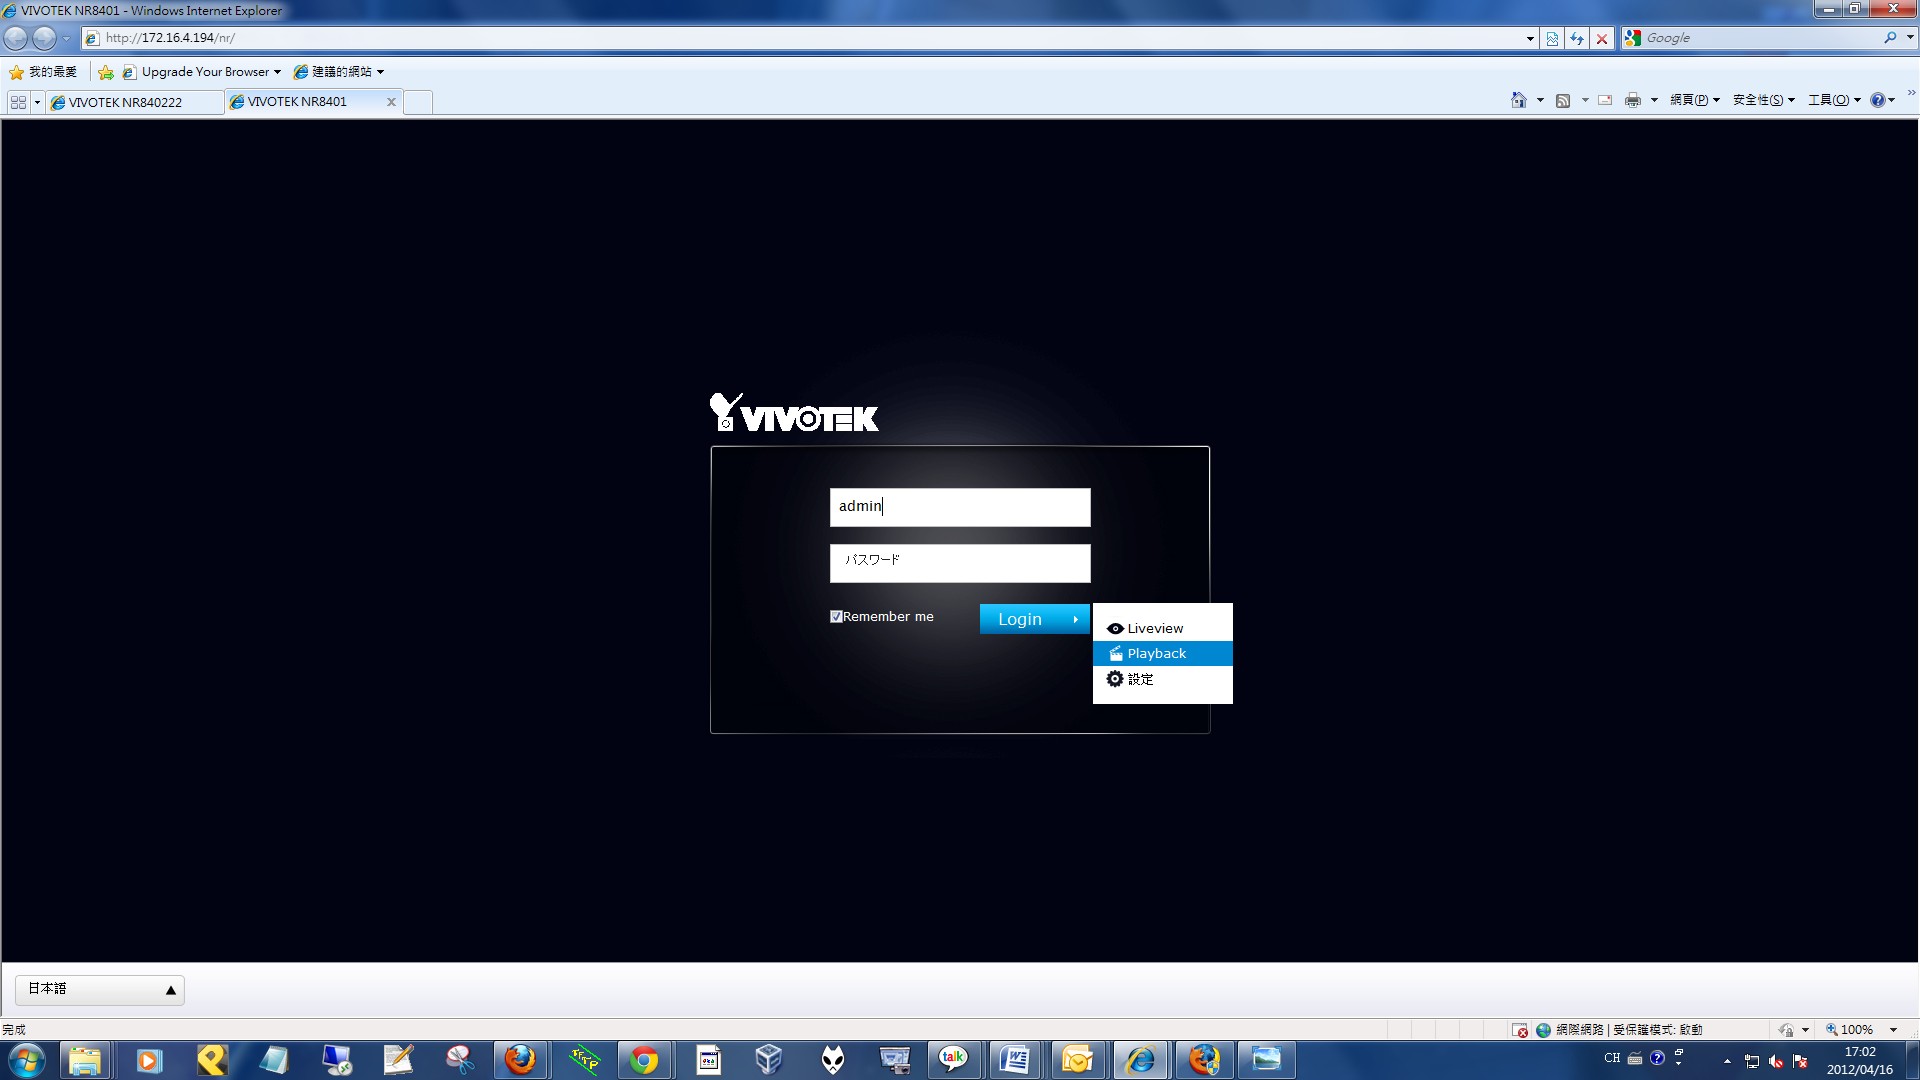 VIVOTEK NR8401 - Windows Internet Explorer
http://172.16.4.194/nr/
Google
我的最愛
Upgrade Your Browser
建議的網站
VIVOTEK NR840222
VIVOTEK NR8401
網頁(P)
安全性(S)
工具(O)
VIVOTEK
admin
パスワード
Remember me
Login
Liveview
Playback
設定
日本語
完成
網際網路 | 受保護模式: 啟動
100%
talk
CH
17:02
2012/04/16